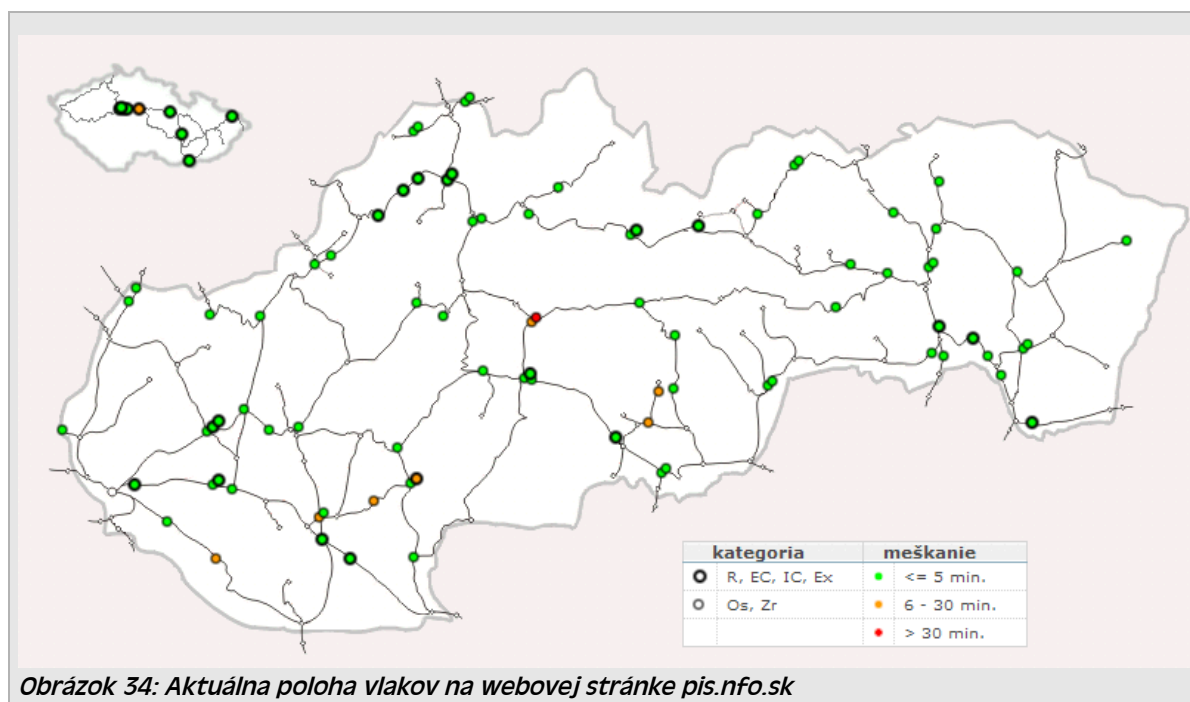 kategoria meškanie
R, EC, IC, Ex <= 5 min.
Os, Zr 6 - 30 min.
> 30 min.
Obrázok 34: Aktuálna poloha vlakov na webovej stránke pis.nfo.sk